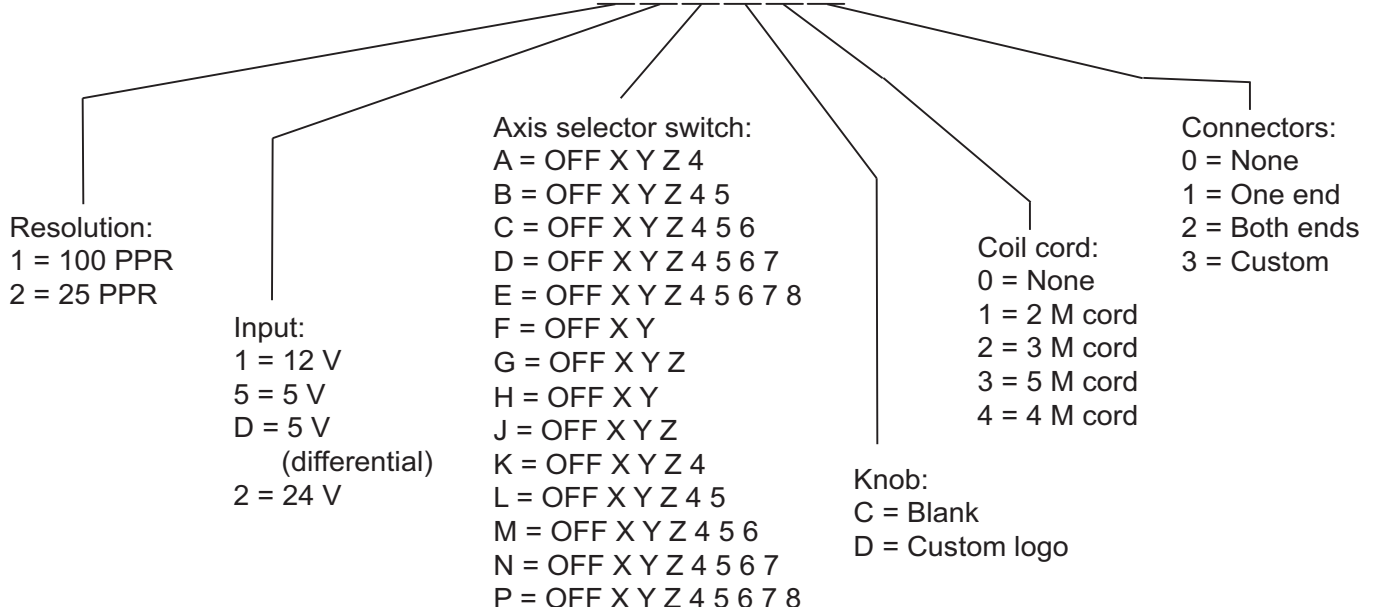 Resolution:
1 = 100 PPR
2 = 25 PPR
Input:
1 = 12 V
5 = 5 V
D = 5 V
(differential)
2 = 24 V
Axis selector switch:
A = OFF X Y Z 4
B = OFF X Y Z 4 5
C = OFF X Y Z 4 5 6
D = OFF X Y Z 4 5 6 7
E = OFF X Y Z 4 5 6 7 8
F = OFF X Y
G = OFF X Y Z
H = OFF X Y
J = OFF X Y Z
K = OFF X Y Z 4
L = OFF X Y Z 4 5
M = OFF X Y Z 4 5 6
N = OFF X Y Z 4 5 6 7
P = OFF X Y Z 4 5 6 7 8
Knob:
C = Blank
D = Custom logo
Coil cord:
0 = None
1 = 2 M cord
2 = 3 M cord
3 = 5 M cord
4 = 4 M cord
Connectors:
0 = None
1 = One end
2 = Both ends
3 = Custom